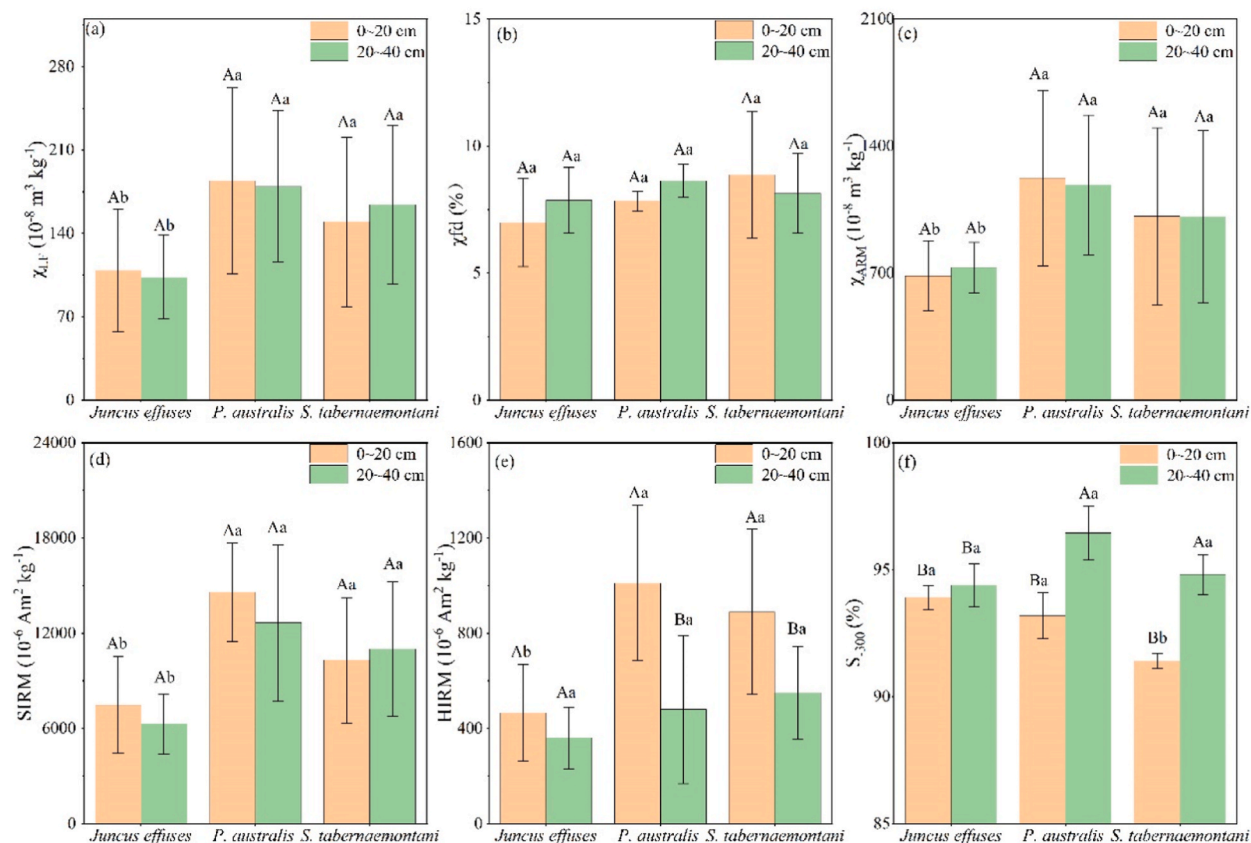 (a)
0~20 cm
20~40 cm
280
210
140
70
0
χLF (10-8 m3 kg-1)
Ab
Ab
Aa
Aa
Aa
Aa
Juncus effuses
P. australis
S. tabernaemontani
(b)
0~20 cm
20~40 cm
15
10
5
0
χfd (%)
Aa
Aa
Aa
Aa
Aa
Aa
Juncus effuses
P. australis
S. tabernaemontani
(c)
0~20 cm
20~40 cm
2100
1400
700
0
χARM (10-8 m3 kg-1)
Ab
Ab
Aa
Aa
Aa
Aa
Juncus effuses
P. australis
S. tabernaemontani
(d)
0~20 cm
20~40 cm
24000
18000
12000
6000
0
SIRM (10-6 Am2 kg-1)
Ab
Ab
Aa
Aa
Aa
Aa
Juncus effuses
P. australis
S. tabernaemontani
(e)
0~20 cm
20~40 cm
1600
1200
800
400
0
HIRM (10-6 Am2 kg-1)
Ab
Aa
Aa
Ba
Aa
Ba
Juncus effuses
P. australis
S. tabernaemontani
(f)
0~20 cm
20~40 cm
100
95
90
85
S-300 (%)
Ba
Ba
Ba
Aa
Bb
Aa
Juncus effuses
P. australis
S. tabernaemontani